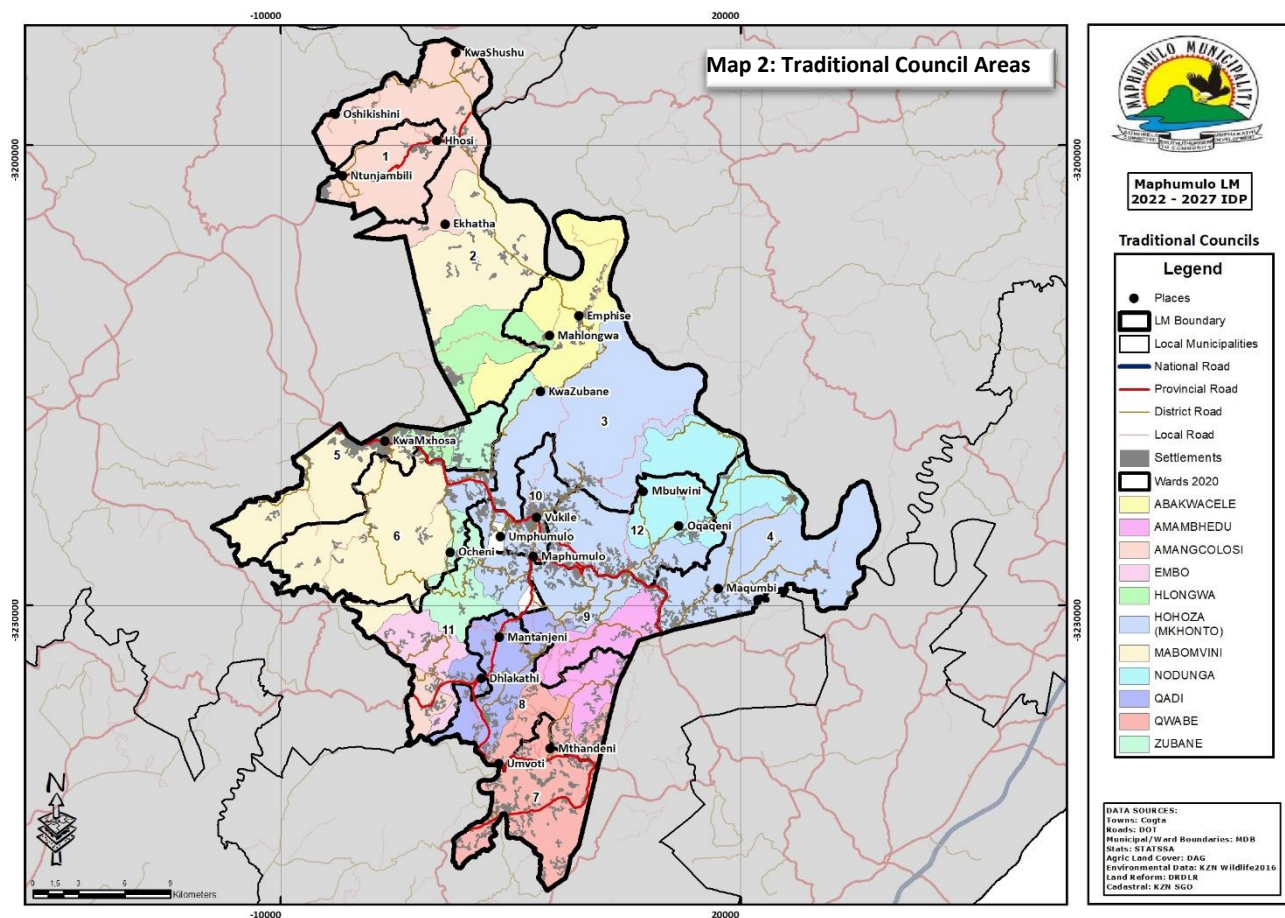 -10000
20000
Map 2: Traditional Council Areas
KwaShushu
Oshikishini
-3200000
-3200000
Hhosi
1
Ntunjambili
Ekhatha
2
Emphise
Mahlongwa
KwaZubane
3
KwaMxhosa
5
Mbulwini
10
Vukile
Oqaqeni
12
4
6
Umphumulo
Ocheni
Maphumulo
Maqumbi
-3230000
-3230000
9
11
Mantanjeni
Dhlakathi
8
Mthandeni
Umvoti
7
N
0 1,5 3 6 9
Kilometers
-10000
20000
MAPHUMULO MUNICIPALITY
Maphumulo LM
2022 - 2027 IDP
Traditional Councils
Legend
Places
LM Boundary
Local Municipalities
National Road
Provincial Road
District Road
Local Road
Settlements
Wards 2020
ABAKWACELE
AMAMBHEDU
AMANGCOLOSI
EMBO
HLONGWA
HOHOZA
(MKHONTO)
MABOMVINI
NODUNGA
QADI
QWABE
ZUBANE
DATA SOURCES:
Towns: Cogta
Roads: DOT
Municipal/Ward Boundaries: MDB
Stats: STATSSA
Agric Land Cover: DAG
Environmental Data: KZN Wildlife2016
Land Reform: DRDLR
Cadastral: KZN SGO